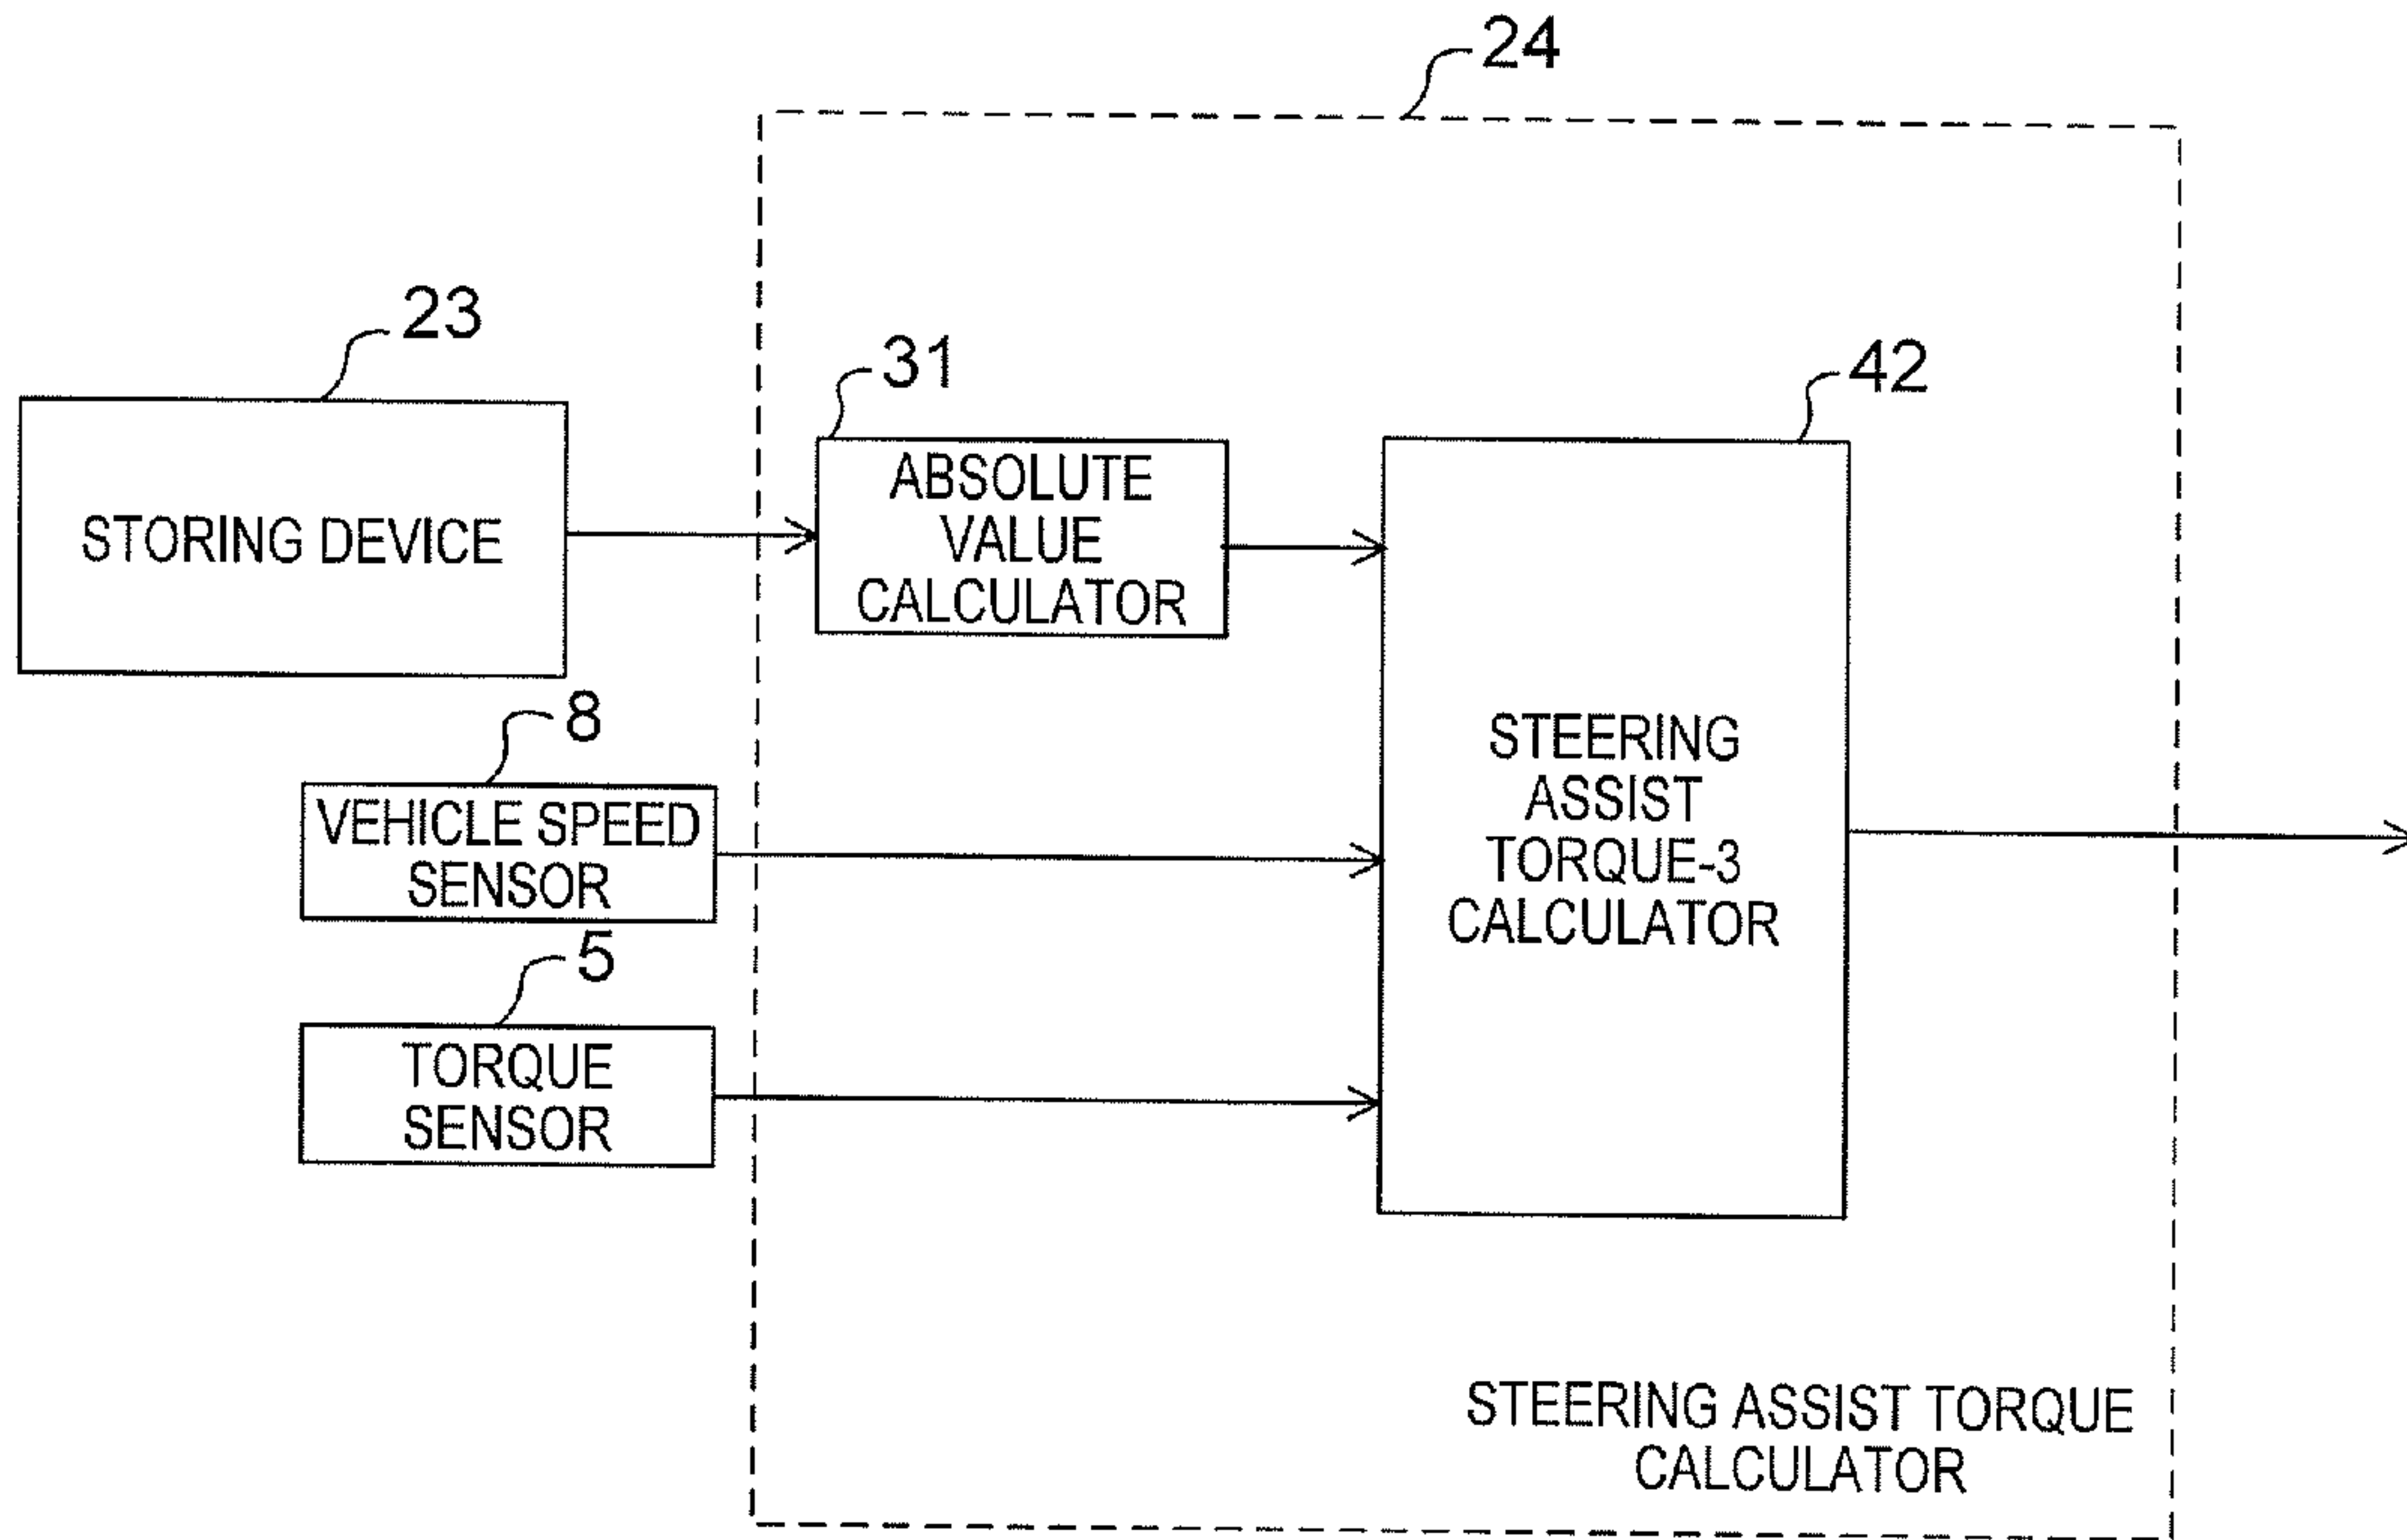 24
23
31
42
STORING DEVICE
ABSOLUTE
VALUE
CALCULATOR
8
VEHICLE SPEED
SENSOR
STEERING
ASSIST
TORQUE-3
CALCULATOR
5
TORQUE
SENSOR
STEERING ASSIST TORQUE
CALCULATOR